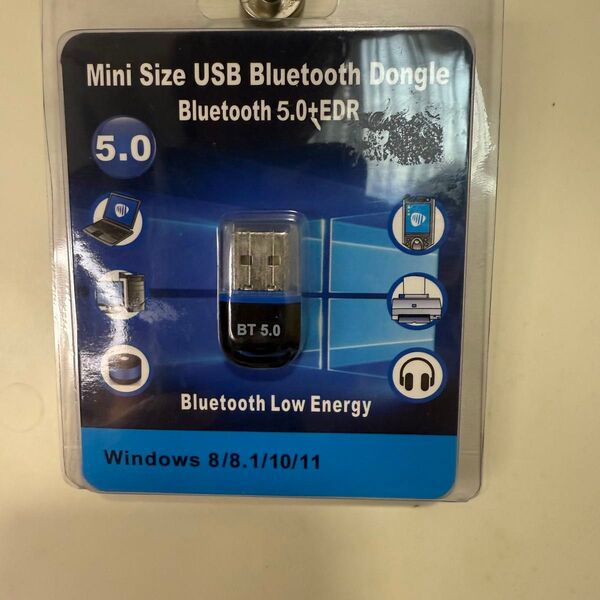 Mini Size USB Bluetooth Dongle
Bluetooth 5.0+EDR
5.0
BT 5.0
Bluetooth Low Energy
Windows 8/8.1/10/11